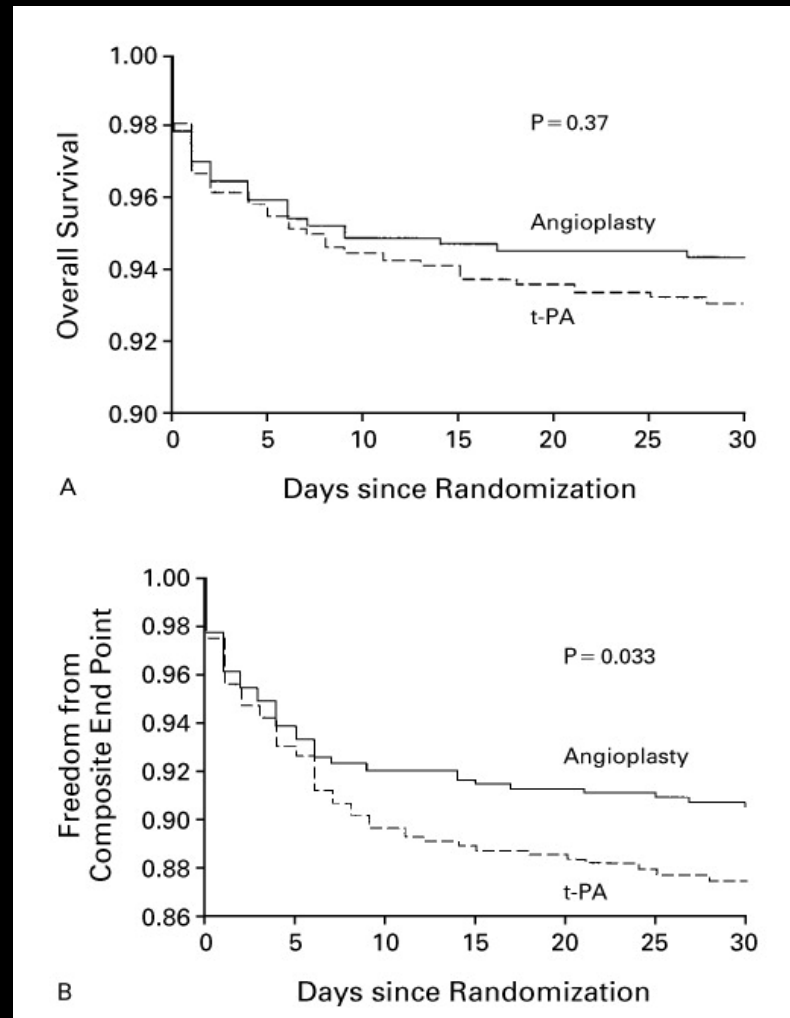 1.00
0.98
0.96
0.94
0.92
0.90
Overall Survival
P = 0.37
Angioplasty
t-PA
0 5 10 15 20 25 30
A Days since Randomization
1.00
0.98
0.96
0.94
0.92
0.90
0.88
0.86
Freedom from
Composite End Point
P = 0.033
Angioplasty
t-PA
0 5 10 15 20 25 30
B Days since Randomization